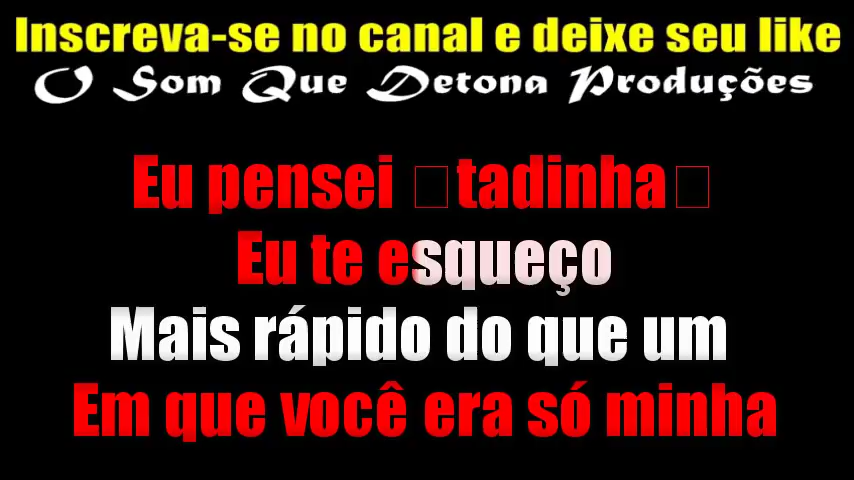 Inscreva-se no canal e deixe seu like
O Som Que Detona Produções
Eu pensei □tadinha□
Eu te esqueço
Mais rápido do que um
Em que você era só minha